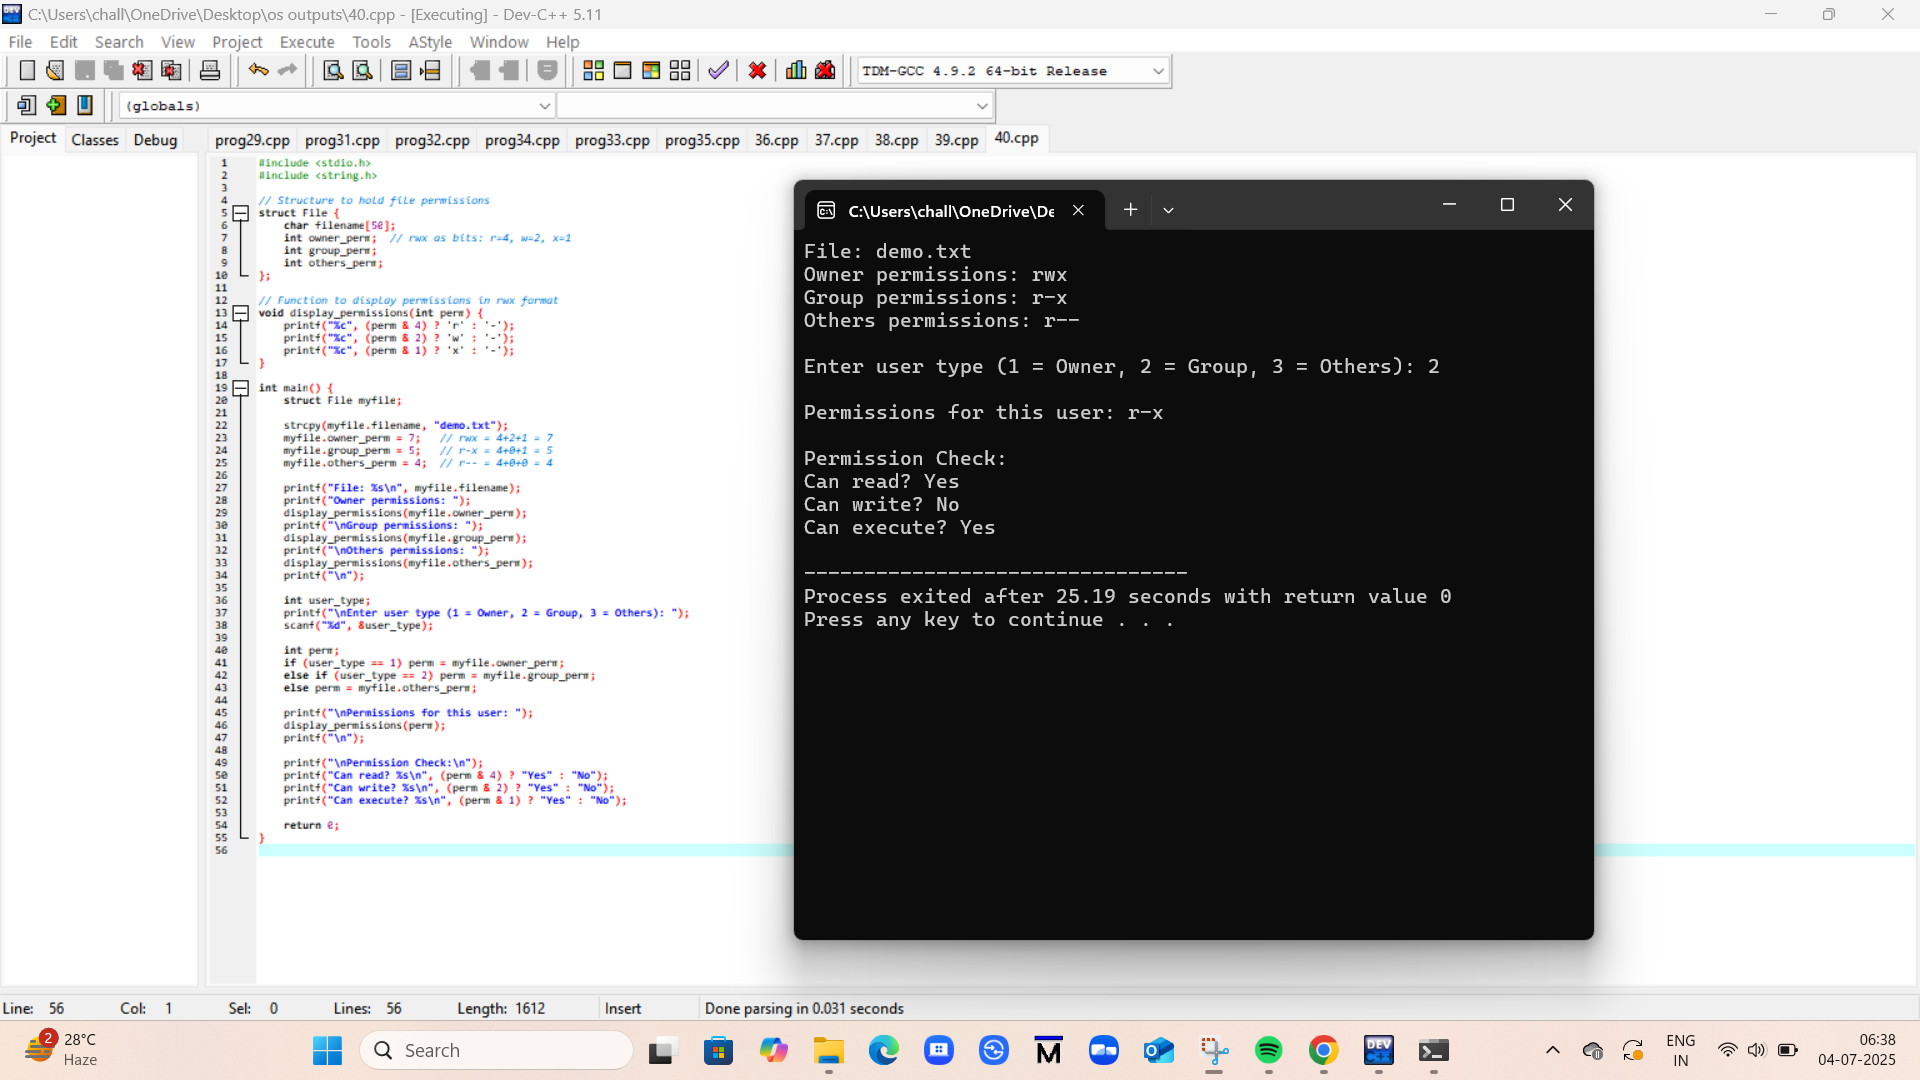 C:\Users\chall\OneDrive\Desktop\os outputs\40.cpp - [Executing] - Dev-C++ 5.11
File Edit Search View Project Execute Tools AStyle Window Help
TDM-GCC 4.9.2 64-bit Release
(globals)
Project Classes Debug prog29.cpp prog31.cpp prog32.cpp prog34.cpp prog33.cpp prog35.cpp 36.cpp 37.cpp 38.cpp 39.cpp 40.cpp
1 #include <stdio.h>
2 #include <string.h>
3
4 // Structure to hold file permissions
5 struct File {
6 char filename[50];
7 int owner_perm; // rwx as bits: r=4, w=2, x=1
8 int group_perm;
9 int others_perm;
10 };
11
12 // Function to display permissions in rwx format
13 void display_permissions(int perm) {
14 printf("%c", (perm & 4) ? 'r' : '-');
15 printf("%c", (perm & 2) ? 'w' : '-');
16 printf("%c", (perm & 1) ? 'x' : '-');
17 }
18
19 int main() {
20 struct File myfile;
21
22 strcpy(myfile.filename, "demo.txt");
23 myfile.owner_perm = 7; // rwx = 4+2+1 = 7
24 myfile.group_perm = 5; // r-x = 4+0+1 = 5
25 myfile.others_perm = 4; // r-- = 4+0+0 = 4
26
27 printf("File: %s\n", myfile.filename);
28 printf("Owner permissions: ");
29 display_permissions(myfile.owner_perm);
30 printf("\nGroup permissions: ");
31 display_permissions(myfile.group_perm);
32 printf("\nOthers permissions: ");
33 display_permissions(myfile.others_perm);
34 printf("\n");
35
36 int user_type;
37 printf("\nEnter user type (1 = Owner, 2 = Group, 3 = Others): ");
38 scanf("%d", &user_type);
39
40 int perm;
41 if (user_type == 1) perm = myfile.owner_perm;
42 else if (user_type == 2) perm = myfile.group_perm;
43 else perm = myfile.others_perm;
44
45 printf("\nPermissions for this user: ");
46 display_permissions(perm);
47 printf("\n");
48
49 printf("\nPermission Check:\n");
50 printf("Can read? %s\n", (perm & 4) ? "Yes" : "No");
51 printf("Can write? %s\n", (perm & 2) ? "Yes" : "No");
52 printf("Can execute? %s\n", (perm & 1) ? "Yes" : "No");
53
54 return 0;
55 }
56
C:\Users\chall\OneDrive\De
File: demo.txt
Owner permissions: rwx
Group permissions: r-x
Others permissions: r--
Enter user type (1 = Owner, 2 = Group, 3 = Others): 2
Permissions for this user: r-x
Permission Check:
Can read? Yes
Can write? No
Can execute? Yes
--------------------------------
Process exited after 25.19 seconds with return value 0
Press any key to continue . . .
Line: 56 Col: 1 Sel: 0 Lines: 56 Length: 1612 Insert Done parsing in 0.031 seconds
2
28°C
Haze
Search
DEV
C++
ENG
IN
06:38
04-07-2025